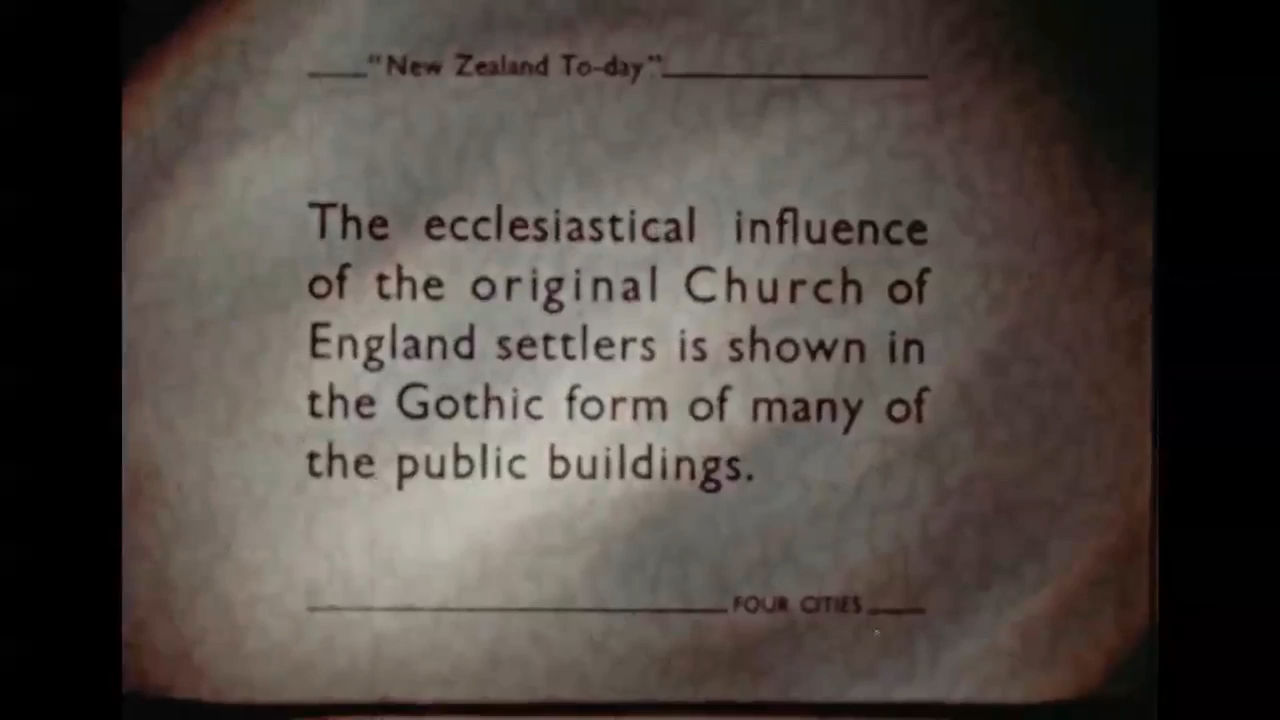 "New Zealand To-day"
The ecclesiastical influence
of the original Church of
England settlers is shown in
the Gothic form of many of
the public buildings.
FOUR CITIES